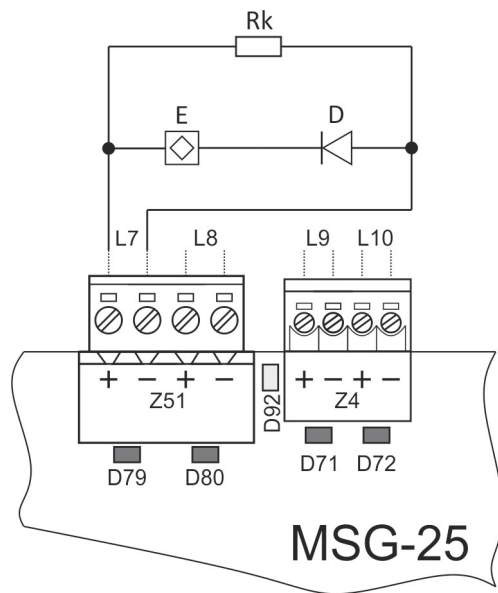 Rk
E D
L7 L8 L9 L10
+ − + − + − + −
Z51 D92 Z4
D79 D80 D71 D72
MSG-25